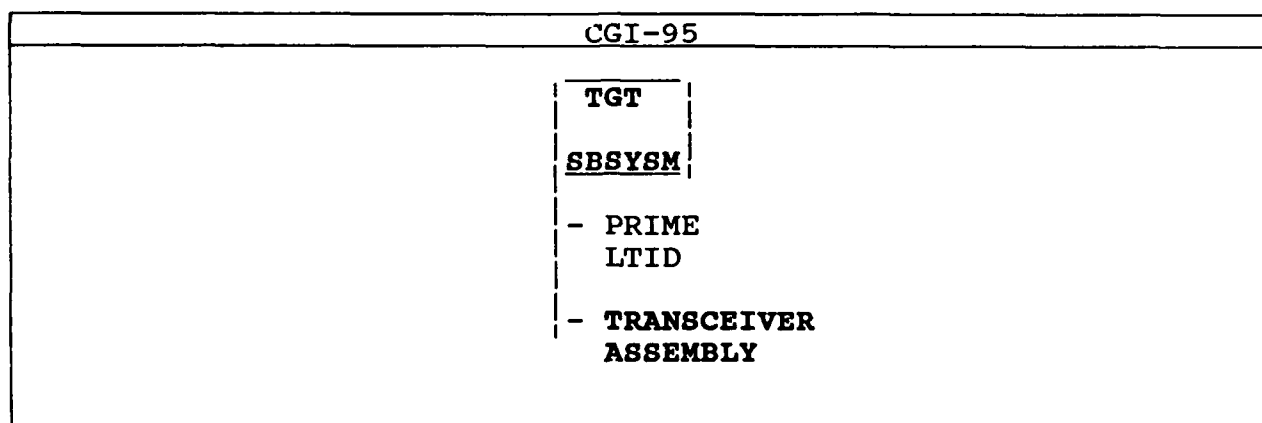 CGI-95
TGT
SBSYSM
- PRIME
LTID
- TRANSCEIVER
ASSEMBLY